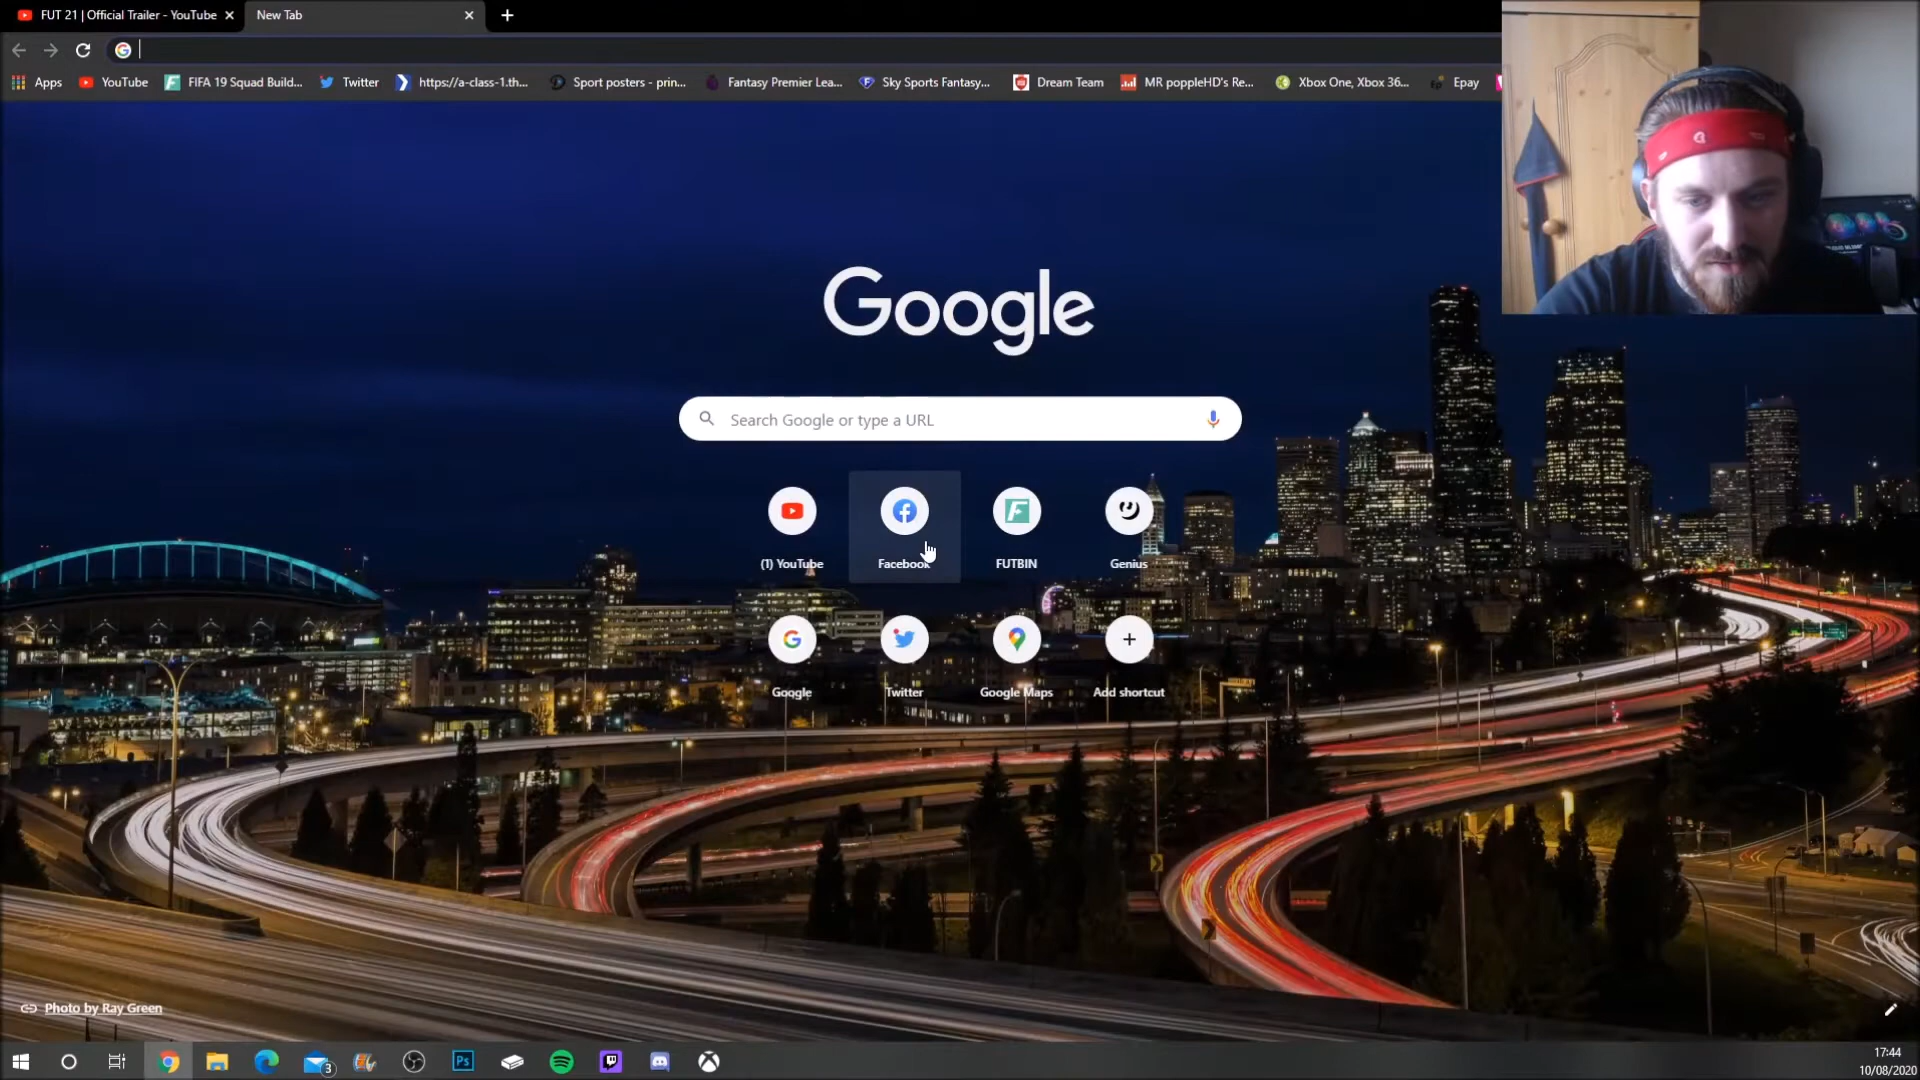 FUT 21 | Official Trailer - YouTube
New Tab
Apps
YouTube
FIFA 19 Squad Build...
Twitter
https://a-class-1.th...
Sport posters - prin...
Fantasy Premier Lea...
Sky Sports Fantasy...
Dream Team
MR poppleHD's Re...
Xbox One, Xbox 36...
Epay
Google
Search Google or type a URL
(1) YouTube
Facebook
FUTBIN
Genius
Google
Twitter
Google Maps
Add shortcut
Photo by Ray Green
3
Ps
17:44
10/08/2020